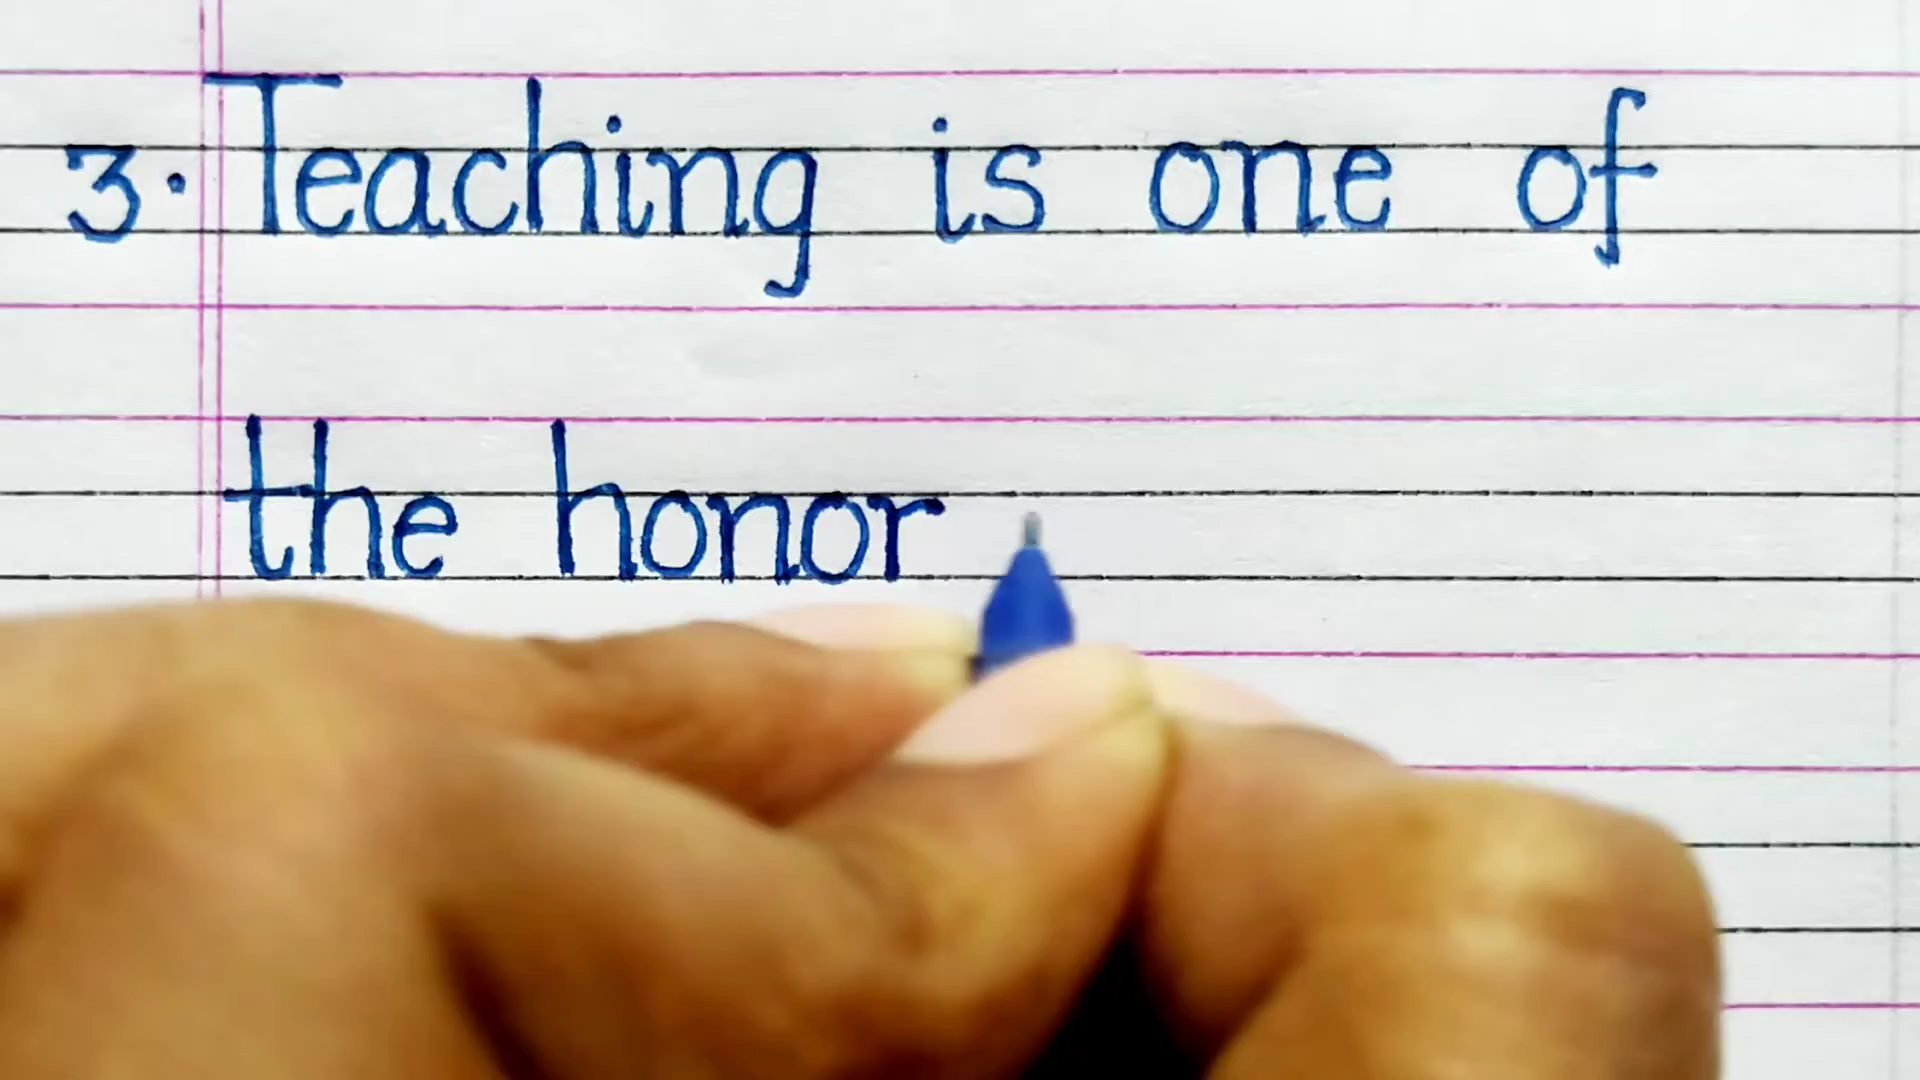 3. Teaching is one of
the honor